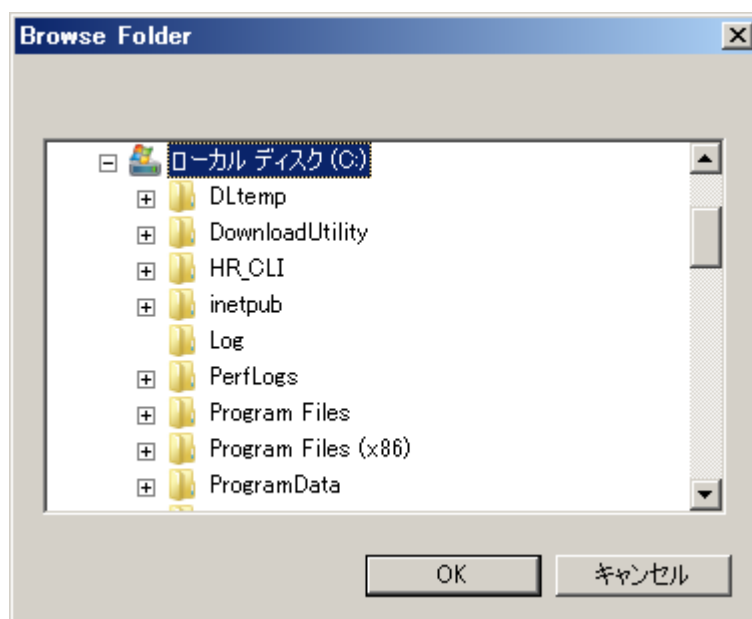 Browse Folder
ローカル ディスク (C:)
DLtemp
DownloadUtility
HR_CLI
inetpub
Log
PerfLogs
Program Files
Program Files (x86)
ProgramData
OK キャンセル